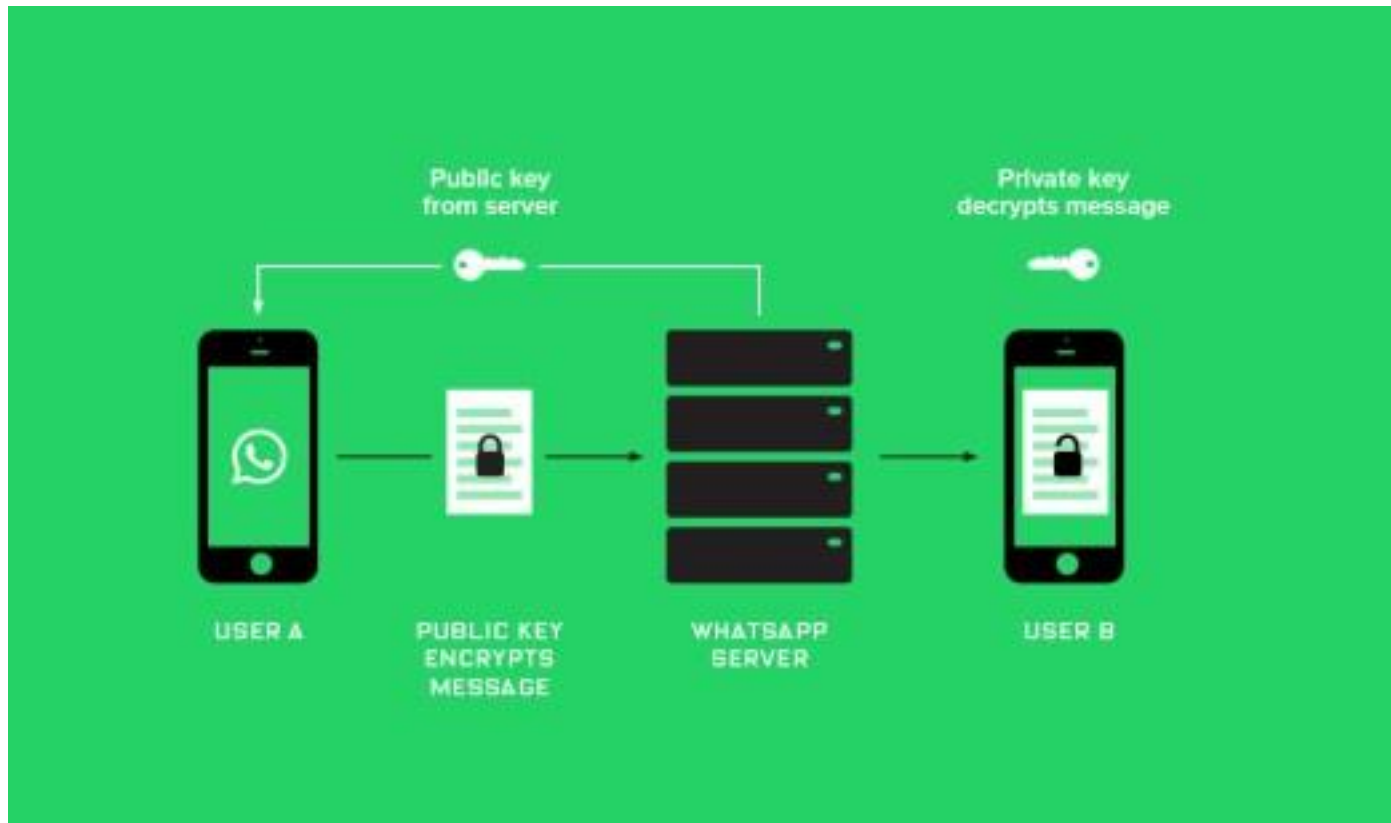 Public key
from server
Private key
decrypts message
USER A
PUBLIC KEY
ENCRYPTS
MESSAGE
WHATSAPP
SERVER
USER B